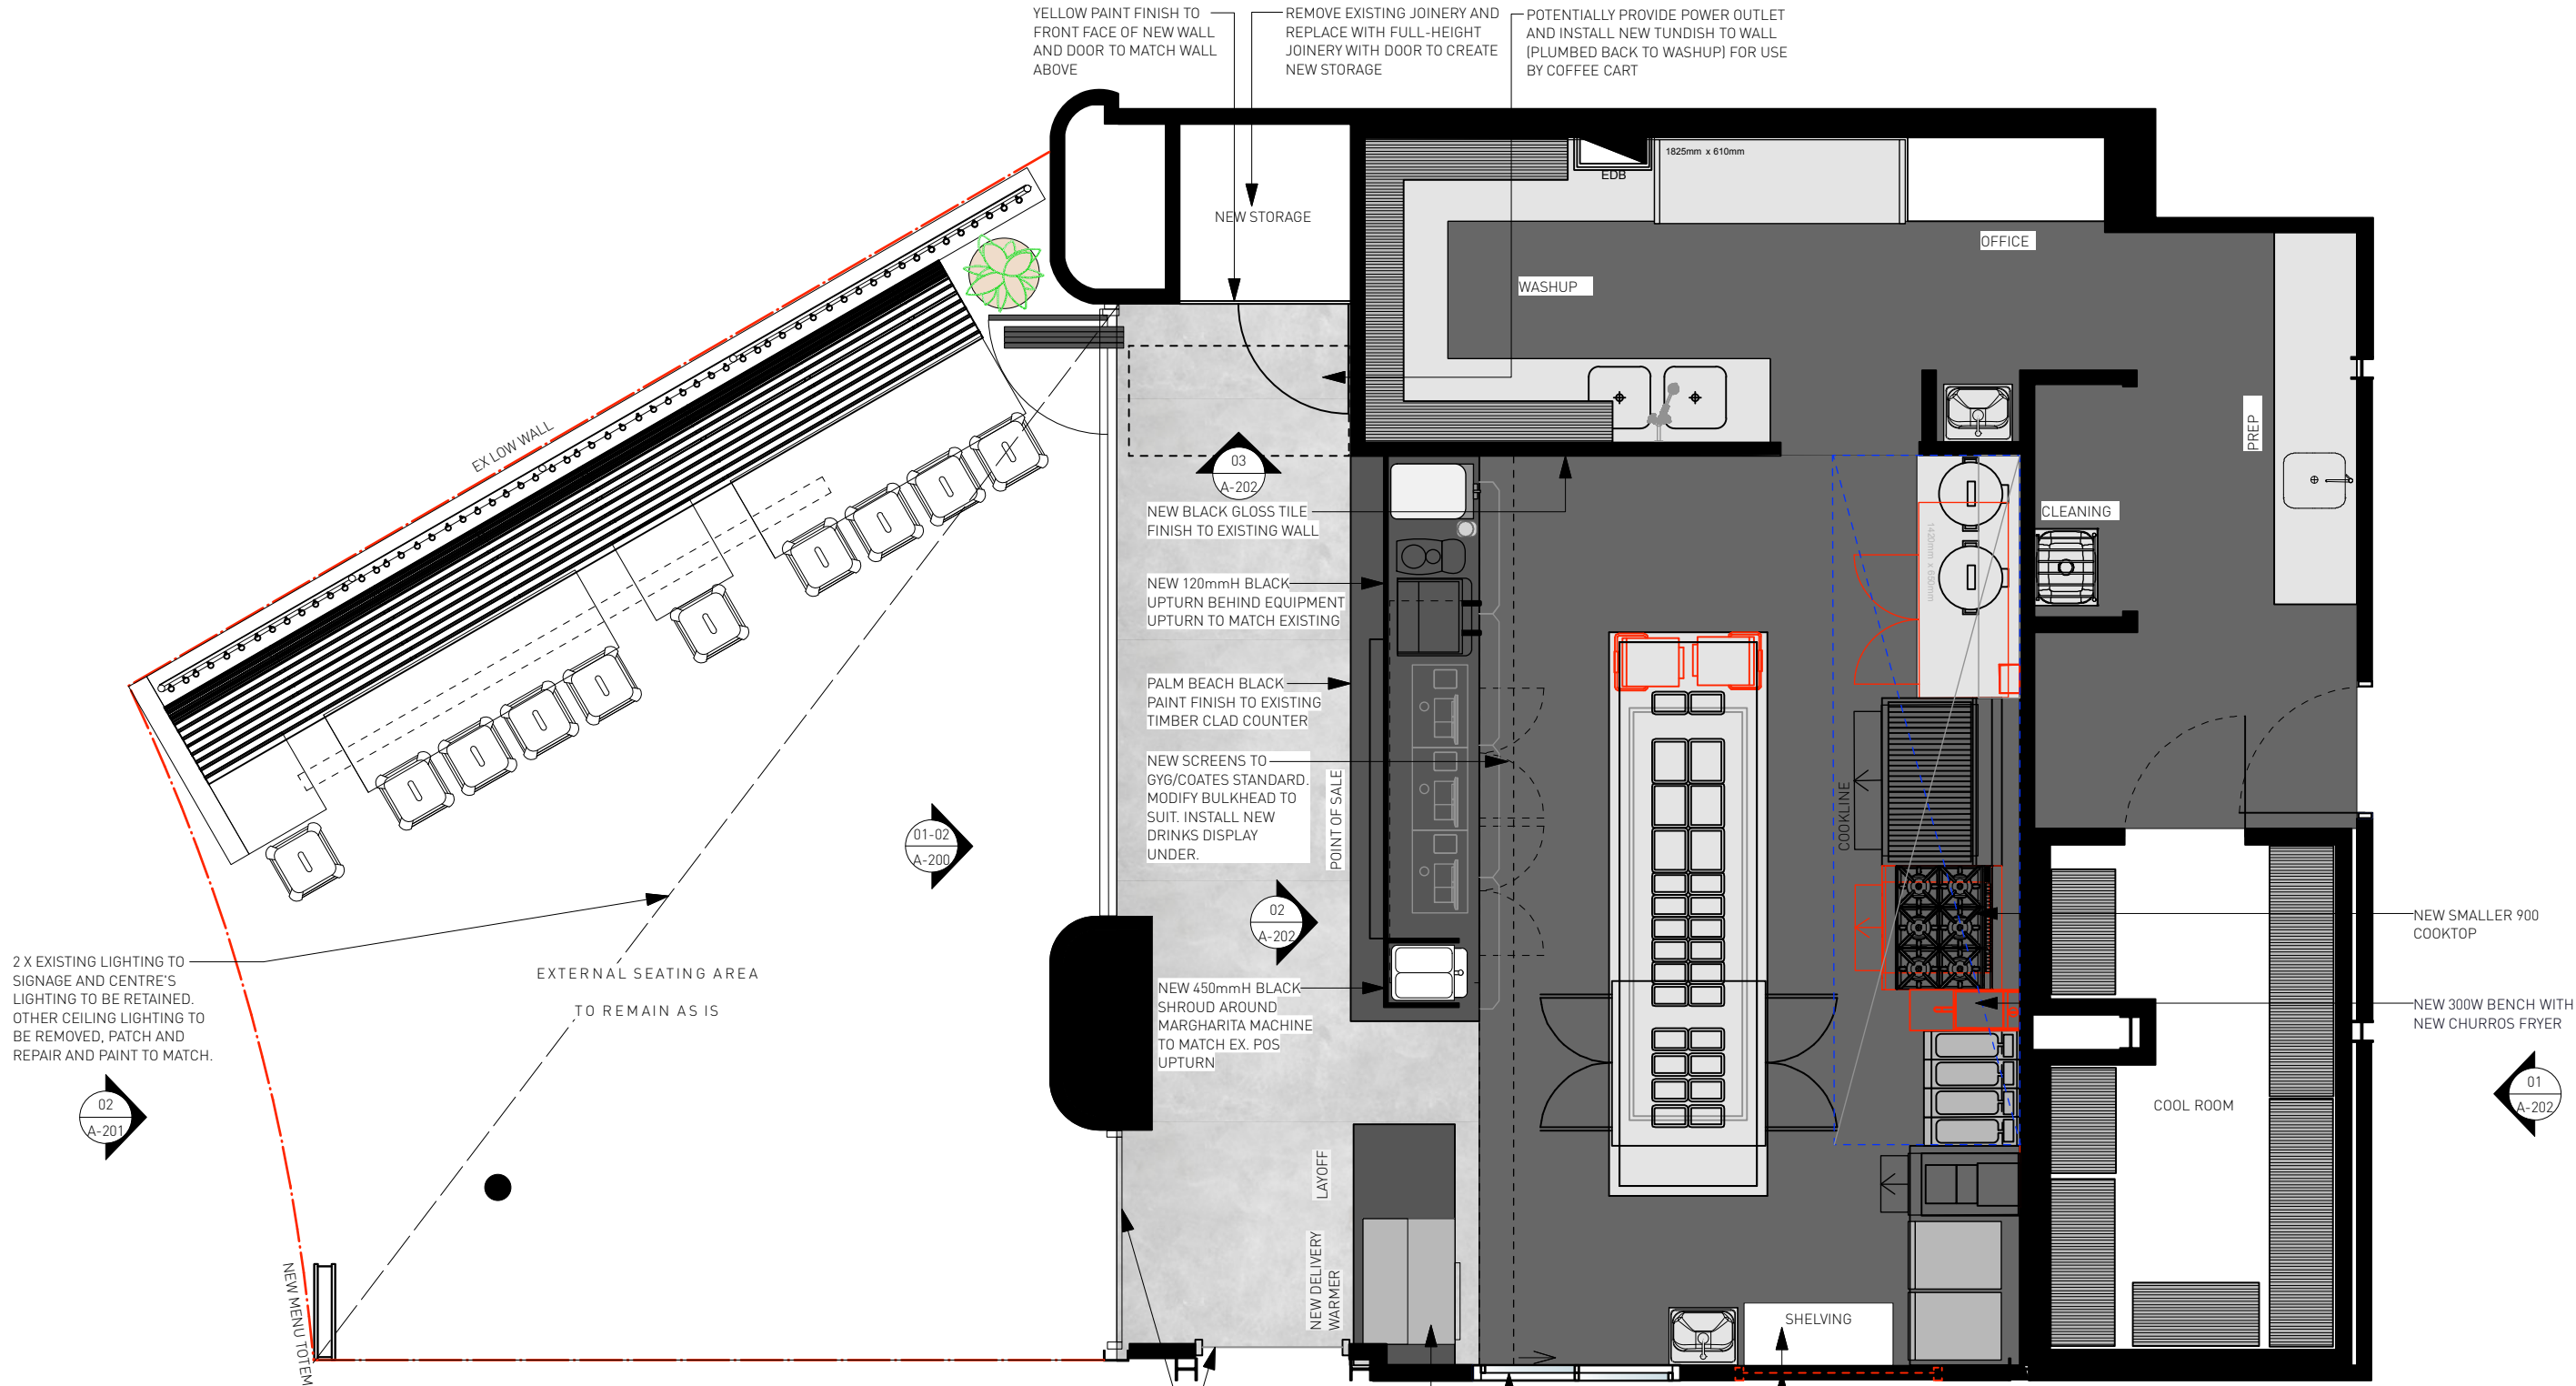 YELLOW PAINT FINISH TO
FRONT FACE OF NEW WALL
AND DOOR TO MATCH WALL
ABOVE
REMOVE EXISTING JOINERY AND
REPLACE WITH FULL-HEIGHT
JOINERY WITH DOOR TO CREATE
NEW STORAGE
POTENTIALLY PROVIDE POWER OUTLET
AND INSTALL NEW TUNDISH TO WALL
(PLUMBED BACK TO WASHUP) FOR USE
BY COFFEE CART
1825mm x 610mm
EDB
NEW STORAGE
OFFICE
WASHUP
EX LOW WALL
PREP
03
A-202
NEW BLACK GLOSS TILE
FINISH TO EXISTING WALL
CLEANING
1420mm x 650mm
NEW 120mmH BLACK
UPTURN BEHIND EQUIPMENT
UPTURN TO MATCH EXISTING
PALM BEACH BLACK
PAINT FINISH TO EXISTING
TIMBER CLAD COUNTER
NEW SCREENS TO
GYG/COATES STANDARD.
MODIFY BULKHEAD TO
SUIT. INSTALL NEW
DRINKS DISPLAY
UNDER.
POINT OF SALE
COOKLINE
01-02
A-200
02
A-202
NEW SMALLER 900
COOKTOP
2 X EXISTING LIGHTING TO
SIGNAGE AND CENTRE'S
LIGHTING TO BE RETAINED.
OTHER CEILING LIGHTING TO
BE REMOVED, PATCH AND
REPAIR AND PAINT TO MATCH.
EXTERNAL SEATING AREA
TO REMAIN AS IS
NEW 450mmH BLACK
SHROUD AROUND
MARGHARITA MACHINE
TO MATCH EX. POS
UPTURN
NEW 300W BENCH WITH
NEW CHURROS FRYER
02
A-201
COOL ROOM
01
A-202
LAYOFF
NEW DELIVERY
WARMER
NEW MENU TOTEM
SHELVING